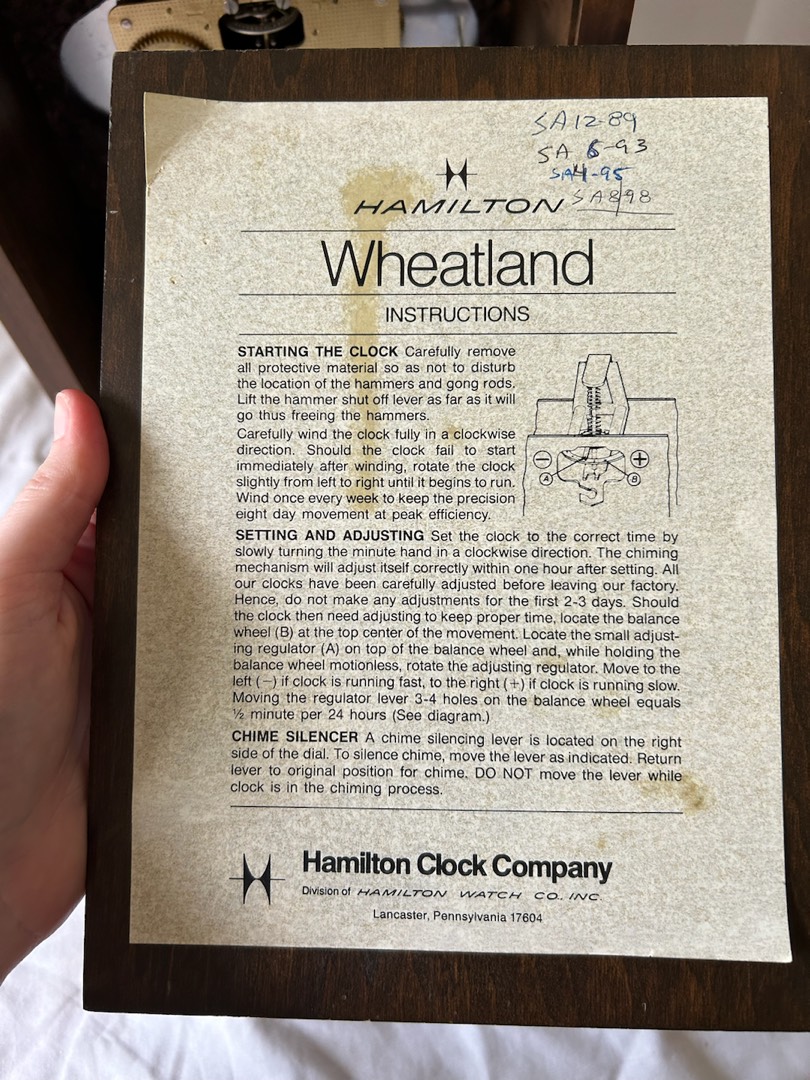 SA 12-89
SA 6-93
SA4-95
SA8/98
HAMILTON
Wheatland
INSTRUCTIONS
STARTING THE CLOCK Carefully remove
all protective material so as not to disturb
the location of the hammers and gong rods.
Lift the hammer shut off lever as far as it will
go thus freeing the hammers.
Carefully wind the clock fully in a clockwise
direction. Should the clock fail to start
immediately after winding, rotate the clock
slightly from left to right until it begins to run.
Wind once every week to keep the precision
eight day movement at peak efficiency.
− +
A B
SETTING AND ADJUSTING Set the clock to the correct time by
slowly turning the minute hand in a clockwise direction. The chiming
mechanism will adjust itself correctly within one hour after setting. All
our clocks have been carefully adjusted before leaving our factory.
Hence, do not make any adjustments for the first 2-3 days. Should
the clock then need adjusting to keep proper time, locate the balance
wheel (B) at the top center of the movement. Locate the small adjust-
ing regulator (A) on top of the balance wheel and, while holding the
balance wheel motionless, rotate the adjusting regulator. Move to the
left (−) if clock is running fast, to the right (+) if clock is running slow.
Moving the regulator lever 3-4 holes on the balance wheel equals
½ minute per 24 hours (See diagram.)
CHIME SILENCER A chime silencing lever is located on the right
side of the dial. To silence chime, move the lever as indicated. Return
lever to original position for chime. DO NOT move the lever while
clock is in the chiming process.
Hamilton Clock Company
Division of HAMILTON WATCH CO., INC.
Lancaster, Pennsylvania 17604